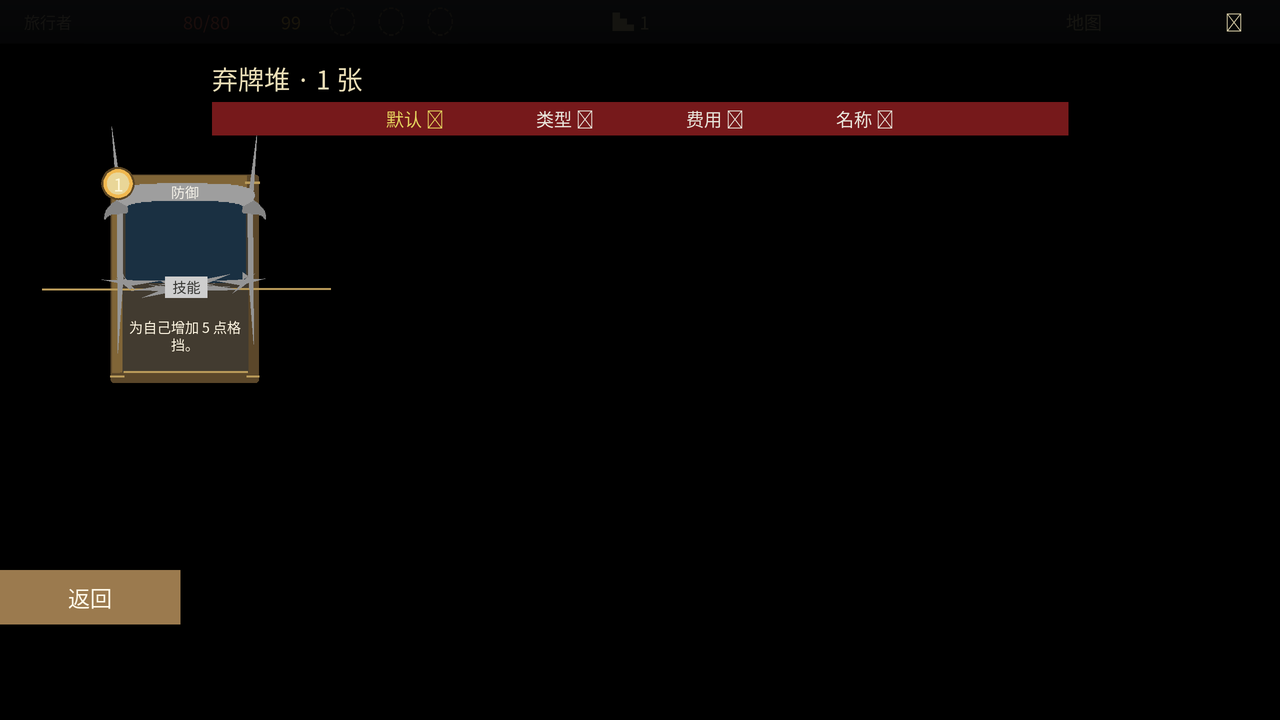 旅行者 80/80 99 1 地图
弃牌堆 · 1 张
默认 类型 费用 名称
1
防御
技能
为自己增加 5 点格
挡。
返回